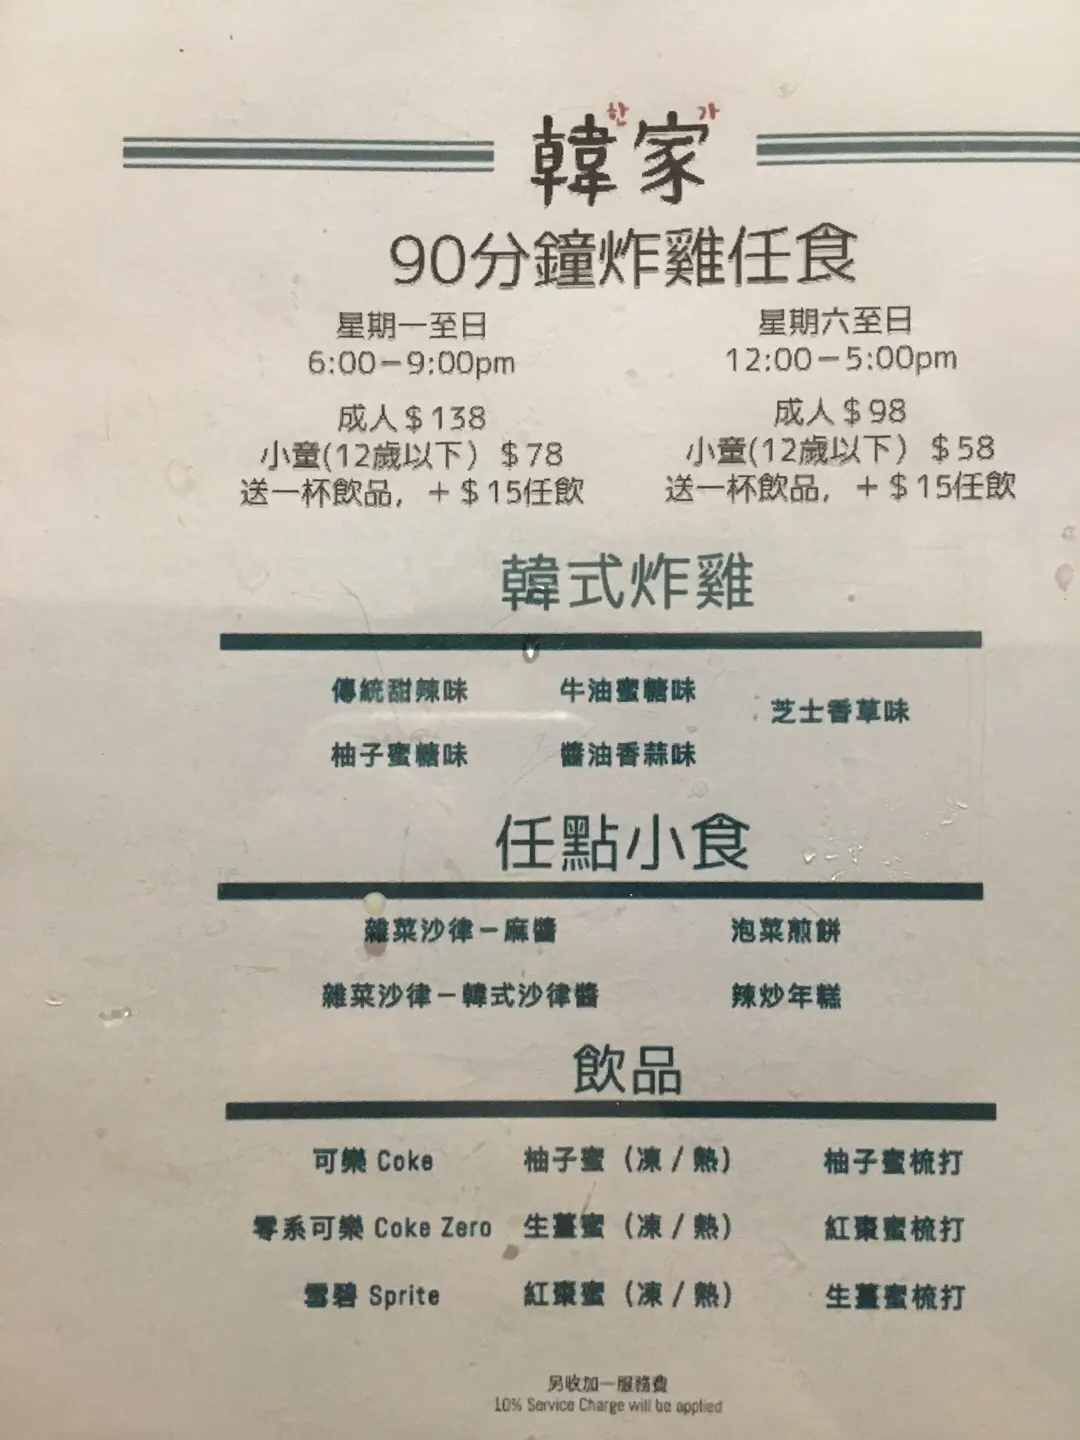 한 가
韓家
90分鐘炸雞任食
星期一至日
6:00－9:00pm
成人＄138
小童(12歲以下）＄78
送一杯飲品，＋＄15任飲
星期六至日
12:00－5:00pm
成人＄98
小童(12歲以下）＄58
送一杯飲品，＋＄15任飲
韓式炸雞
傳統甜辣味
牛油蜜糖味
芝士香草味
柚子蜜糖味
醬油香蒜味
任點小食
雜菜沙律－麻醬
泡菜煎餅
雜菜沙律－韓式沙律醬
辣炒年糕
飲品
可樂 Coke
柚子蜜（凍／熱）
柚子蜜梳打
零系可樂 Coke Zero
生薑蜜（凍／熱）
紅棗蜜梳打
雪碧 Sprite
紅棗蜜（凍／熱）
生薑蜜梳打
另收加一服務費
10% Service Charge will be applied